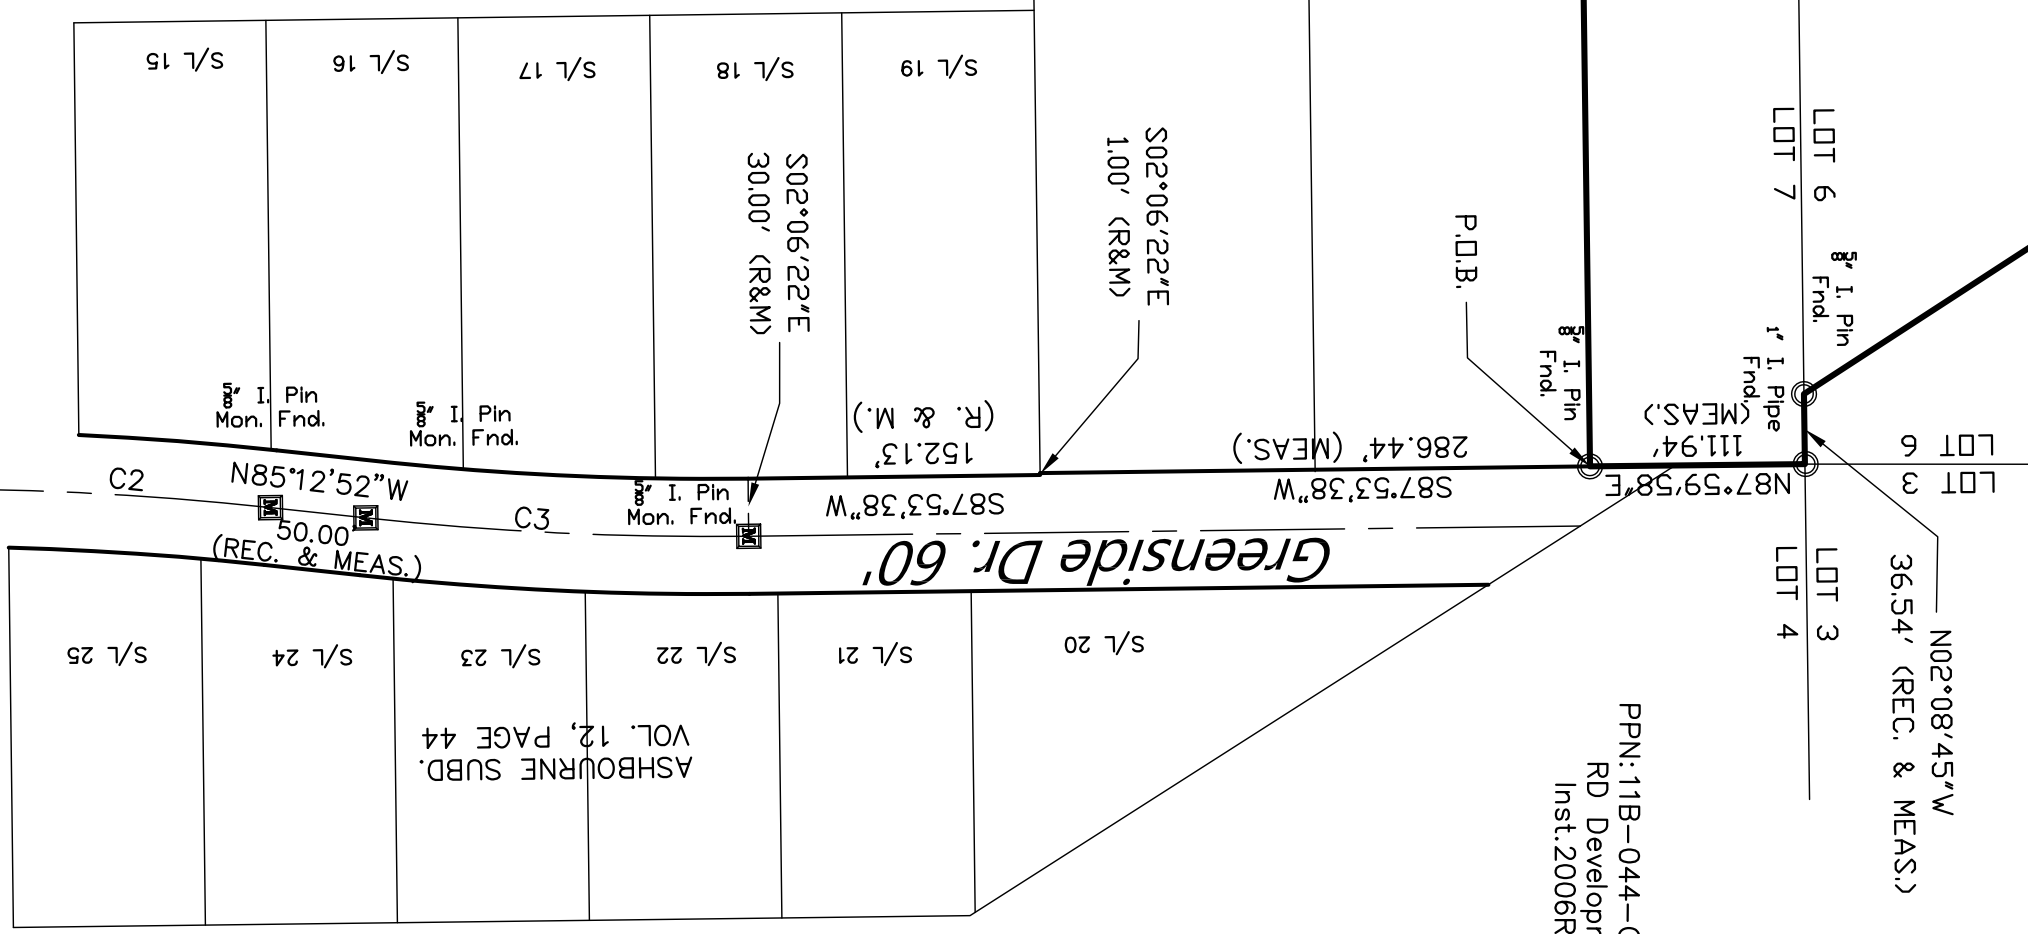 S/L 15
S/L 16
S/L 17
S/L 18
S/L 19
S02°06'22"E
30.00' (R&M)
S02°06'22"E
1.00' (R&M)
P.O.B.
LOT 6
LOT 7
5/8" I. Pin
Fnd.
5/8" I. Pin
Fnd.
1" I. Pipe
Fnd.
5/8" I. Pin
Mon. Fnd.
5/8" I. Pin
Mon. Fnd.
5/8" I. Pin
Mon. Fnd.
152.13'
(R. & M.)
S87°53'38"W
286.44' (MEAS.)
S87°53'38"W
111.94'
(MEAS.)
N87°59'58"E
LOT 6
LOT 3
C2
N85°12'52"W
50.00'
(REC. & MEAS.)
C3
M
M
M
Greenside Dr. 60'
LOT 3
LOT 4
N02°08'45"W
36.54' (REC. & MEAS.)
S/L 25
S/L 24
S/L 23
S/L 22
S/L 21
S/L 20
ASHBOURNE SUBD.
VOL. 12, PAGE 44
PPN:11B-044-
RD Develop
Inst.2006R